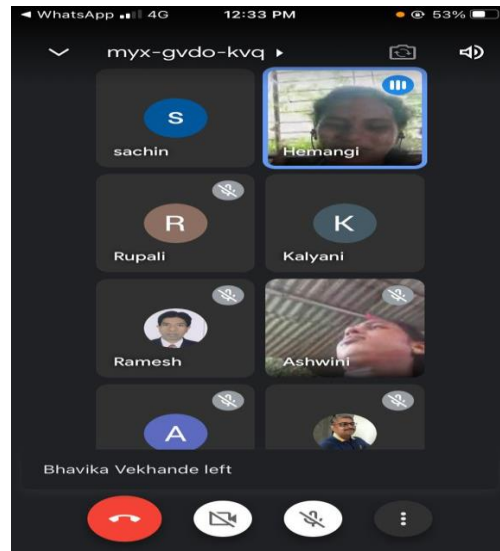 WhatsApp 4G 12:33 PM 53%
myx-gvdo-kvq
S
sachin
Hemangi
R
Rupali
K
Kalyani
Ramesh
Ashwini
A
Bhavika Vekhande left